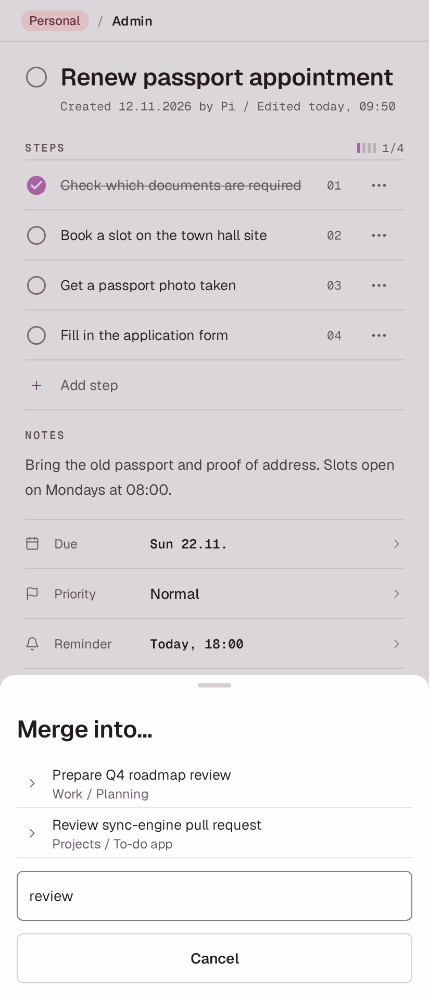 Personal / Admin
Renew passport appointment
Created 12.11.2026 by Pi / Edited today, 09:50
STEPS 1/4
Check which documents are required 01
Book a slot on the town hall site 02
Get a passport photo taken 03
Fill in the application form 04
Add step
NOTES
Bring the old passport and proof of address. Slots open
on Mondays at 08:00.
Due Sun 22.11.
Priority Normal
Reminder Today, 18:00
Merge into…
Prepare Q4 roadmap review
Work / Planning
Review sync-engine pull request
Projects / To-do app
review
Cancel